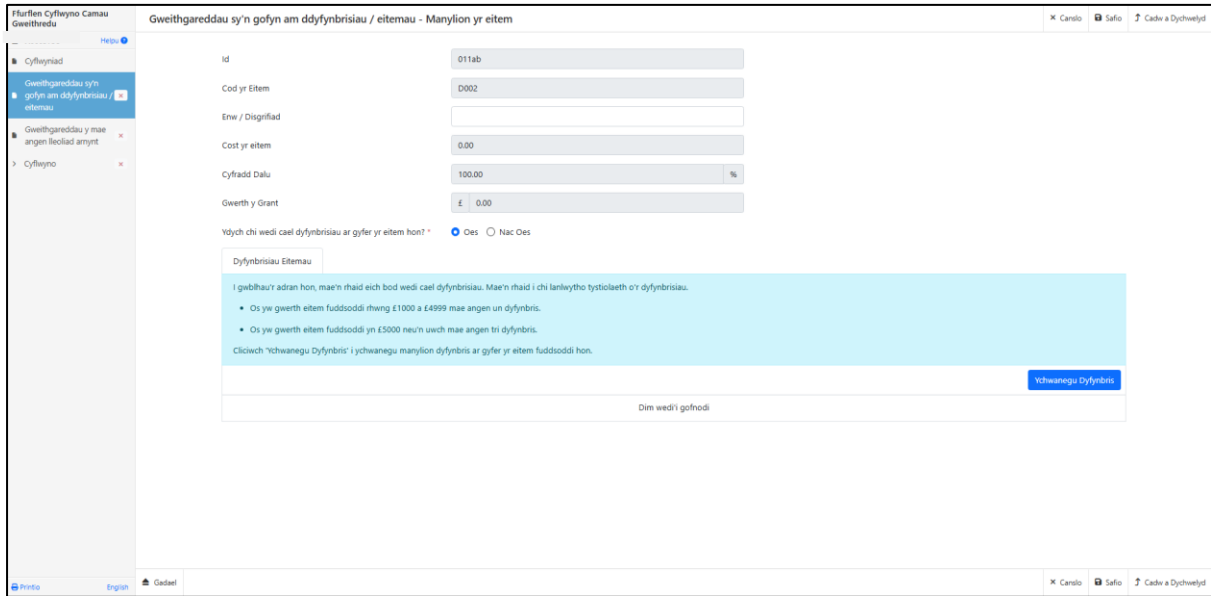 Ffurflen Cyflwyno Camau
Gweithredu
Helpu
Cyflwyniad
Gweithgareddau sy'n
gofyn am ddyfynbrisiau /
eitemau
Gweithgareddau y mae
angen lleoliad arnynt
Cyflwyno
Printio English
Gweithgareddau sy'n gofyn am ddyfynbrisiau / eitemau - Manylion yr eitem
Canslo Safio Cadw a Dychwelyd
Id 011ab
Cod yr Eitem D002
Enw / Disgrifiad
Cost yr eitem 0.00
Cyfradd Dalu 100.00 %
Gwerth y Grant £ 0.00
Ydych chi wedi cael dyfynbrisiau ar gyfer yr eitem hon? * Oes Nac Oes
Dyfynbrisiau Eitemau
I gwblhau'r adran hon, mae'n rhaid eich bod wedi cael dyfynbrisiau. Mae'n rhaid i chi lanlwytho tystiolaeth o'r dyfynbrisiau.
• Os yw gwerth eitem fuddsoddi rhwng £1000 a £4999 mae angen un dyfynbris.
• Os yw gwerth eitem fuddsoddi yn £5000 neu'n uwch mae angen tri dyfynbris.
Cliciwch 'Ychwanegu Dyfynbris' i ychwanegu manylion dyfynbris ar gyfer yr eitem fuddsoddi hon.
Ychwanegu Dyfynbris
Dim wedi'i gofnodi
Gadael
Canslo Safio Cadw a Dychwelyd